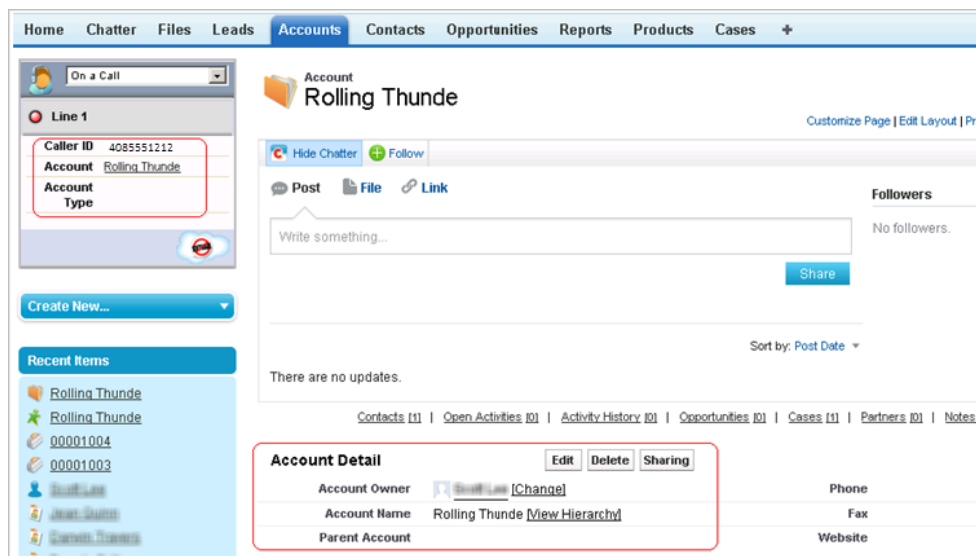 Home Chatter Files Leads Accounts Contacts Opportunities Reports Products Cases +
On a Call
Line 1
Caller ID 4085551212
Account Rolling Thunde
Account Type
Create New...
Recent Items
Rolling Thunde
Rolling Thunde
00001004
00001003
Account
Rolling Thunde
Customize Page | Edit Layout |
Hide Chatter Follow
Post File Link
Write something...
Share
Followers
No followers.
Sort by: Post Date
There are no updates.
Contacts [1] | Open Activities [0] | Activity History [0] | Opportunities [0] | Cases [1] | Partners [0] | Notes
Account Detail Edit Delete Sharing
Account Owner [Change]
Account Name Rolling Thunde [View Hierarchy]
Parent Account
Phone
Fax
Website